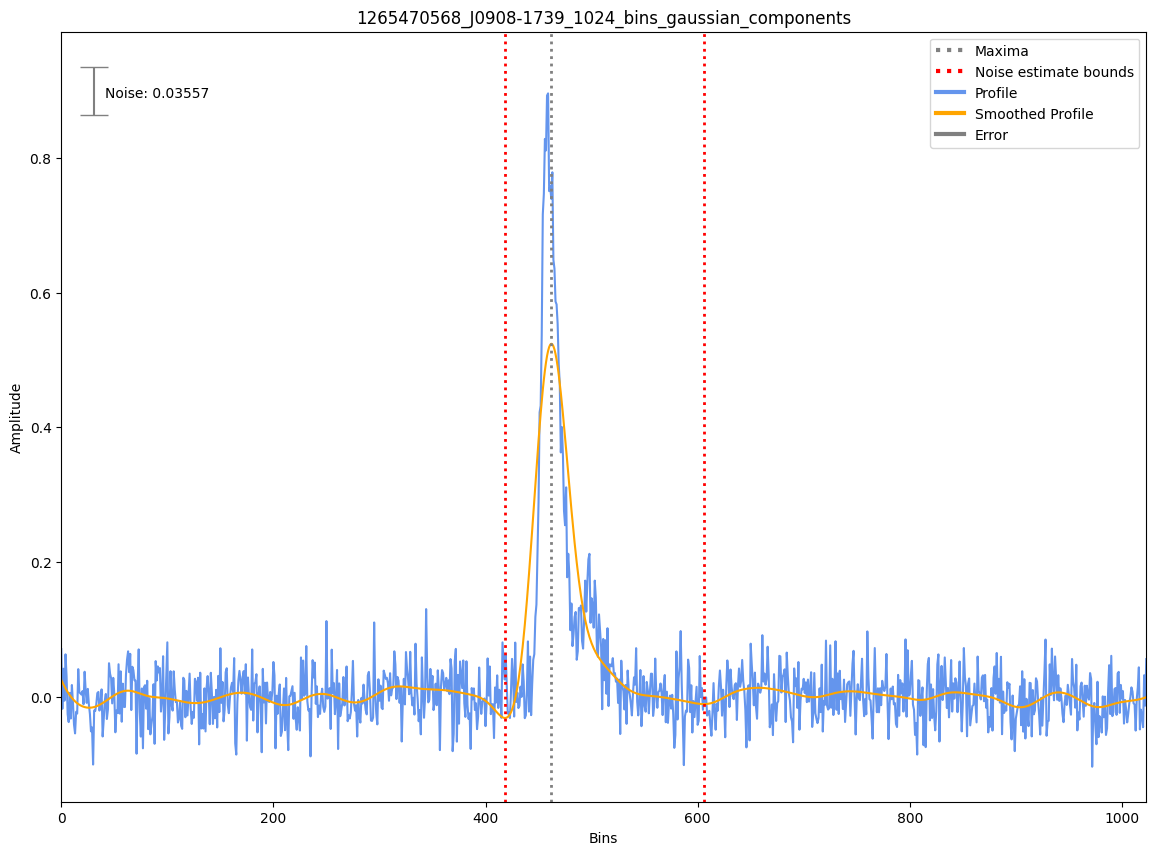 1265470568_J0908-1739_1024_bins_gaussian_components
Noise: 0.03557
Maxima
Noise estimate bounds
Profile
Smoothed Profile
Error
Amplitude
0.8
0.6
0.4
0.2
0.0
0 200 400 600 800 1000
Bins